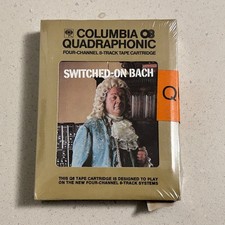 COLUMBIA
QUADRAPHONIC
FOUR-CHANNEL 8-TRACK TAPE CARTRIDGE
SWITCHED-ON BACH
Q
THIS Q8 TAPE CARTRIDGE IS DESIGNED TO PLAY
ON THE NEW FOUR-CHANNEL 8-TRACK SYSTEMS